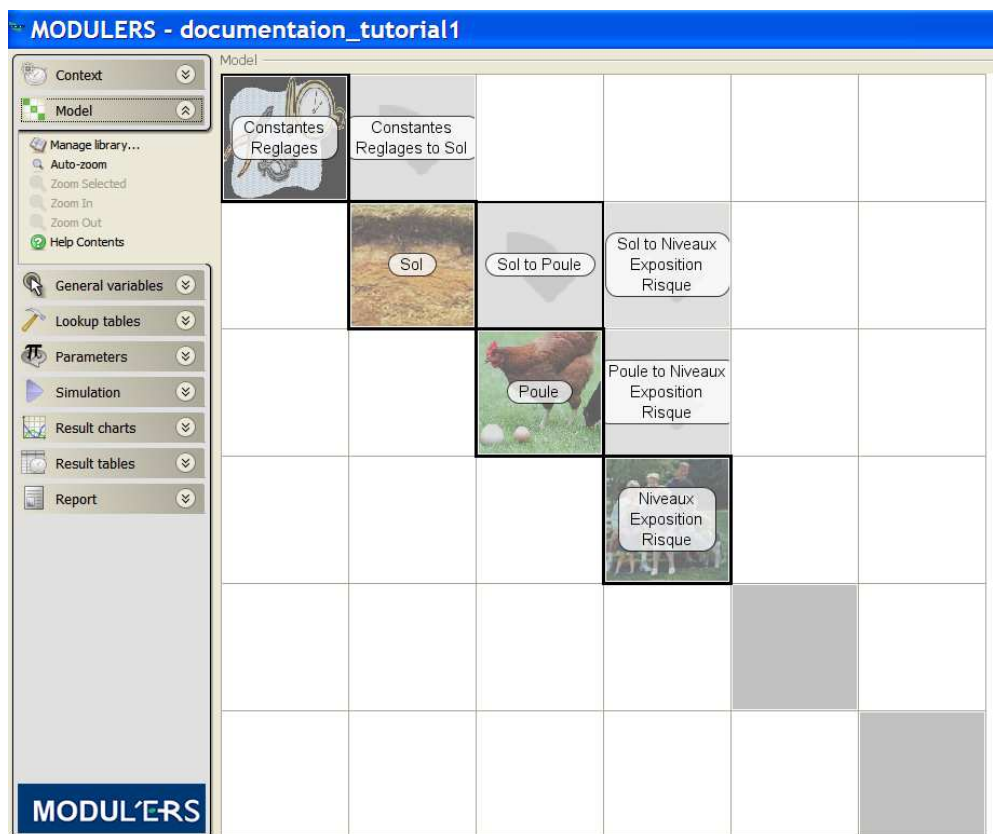 MODULERS - documentaion_tutorial1
Context
Model
Manage library...
Auto-zoom
Zoom Selected
Zoom In
Zoom Out
Help Contents
General variables
Lookup tables
Parameters
Simulation
Result charts
Result tables
Report
MODUL'ERS
Model
Constantes
Reglages
Constantes
Reglages to Sol
Sol
Sol to Poule
Sol to Niveaux
Exposition
Risque
Poule
Poule to Niveaux
Exposition
Risque
Niveaux
Exposition
Risque